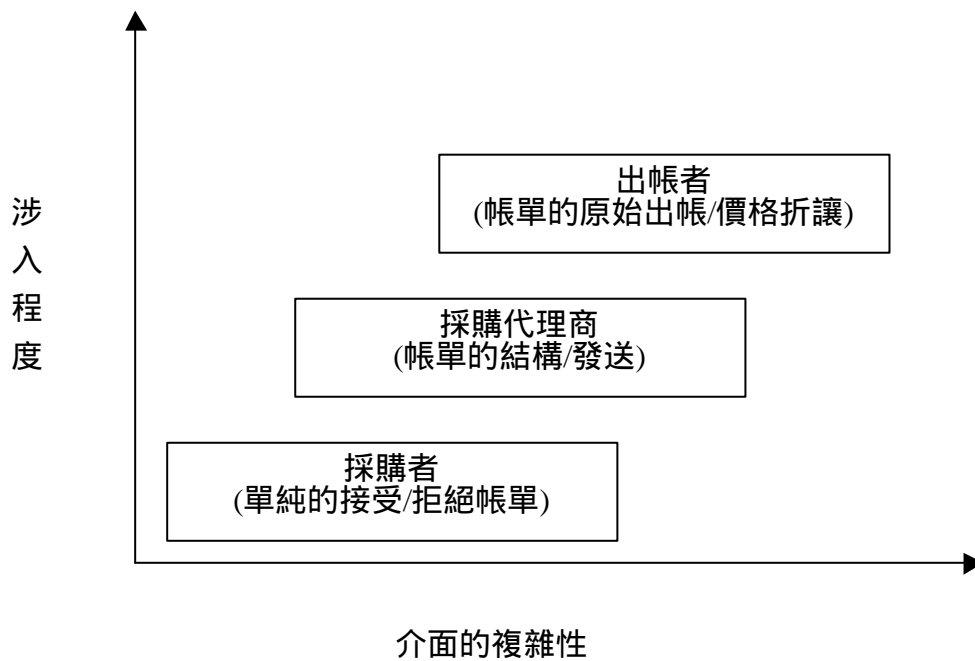 出帳者
(帳單的原始出帳/價格折讓)
涉
入
程
度
採購代理商
(帳單的結構/發送)
採購者
(單純的接受/拒絕帳單)
介面的複雜性